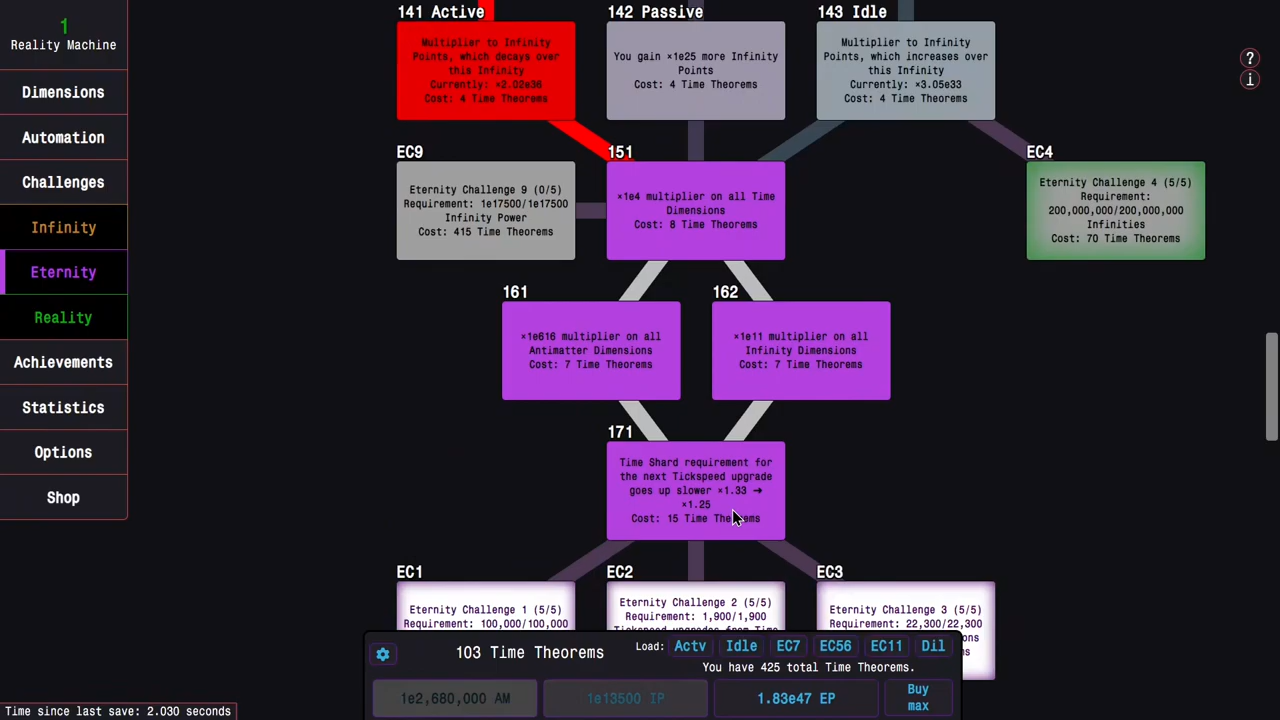 1
Reality Machine
Dimensions
Automation
Challenges
Infinity
Eternity
Reality
Achievements
Statistics
Options
Shop
Time since last save: 2.030 seconds
141 Active
Multiplier to Infinity
Points, which decays over
this Infinity
Currently: ×2.02e36
Cost: 4 Time Theorems
142 Passive
You gain ×1e25 more Infinity
Points
Cost: 4 Time Theorems
143 Idle
Multiplier to Infinity
Points, which increases over
this Infinity
Currently: ×3.05e33
Cost: 4 Time Theorems
?
i
EC9
Eternity Challenge 9 (0/5)
Requirement: 1e17500/1e17500
Infinity Power
Cost: 415 Time Theorems
151
×1e4 multiplier on all Time
Dimensions
Cost: 8 Time Theorems
EC4
Eternity Challenge 4 (5/5)
Requirement:
200,000,000/200,000,000
Infinities
Cost: 70 Time Theorems
161
×1e616 multiplier on all
Antimatter Dimensions
Cost: 7 Time Theorems
162
×1e11 multiplier on all
Infinity Dimensions
Cost: 7 Time Theorems
171
Time Shard requirement for
the next Tickspeed upgrade
goes up slower ×1.33 ➜
×1.25
Cost: 15 Time Theorems
EC1
Eternity Challenge 1 (5/5)
Requirement: 100,000/100,000
EC2
Eternity Challenge 2 (5/5)
Requirement: 1,900/1,900
EC3
Eternity Challenge 3 (5/5)
Requirement: 22,300/22,300
103 Time Theorems
Load: Actv Idle EC7 EC56 EC11 Dil
You have 425 total Time Theorems.
1e2,680,000 AM
1e13500 IP
1.83e47 EP
Buy
max